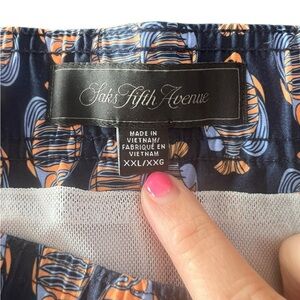 Saks Fifth Avenue
MADE IN
VIETNAM/
FABRIQUÉ EN
VIETNAM
XXL/XXG